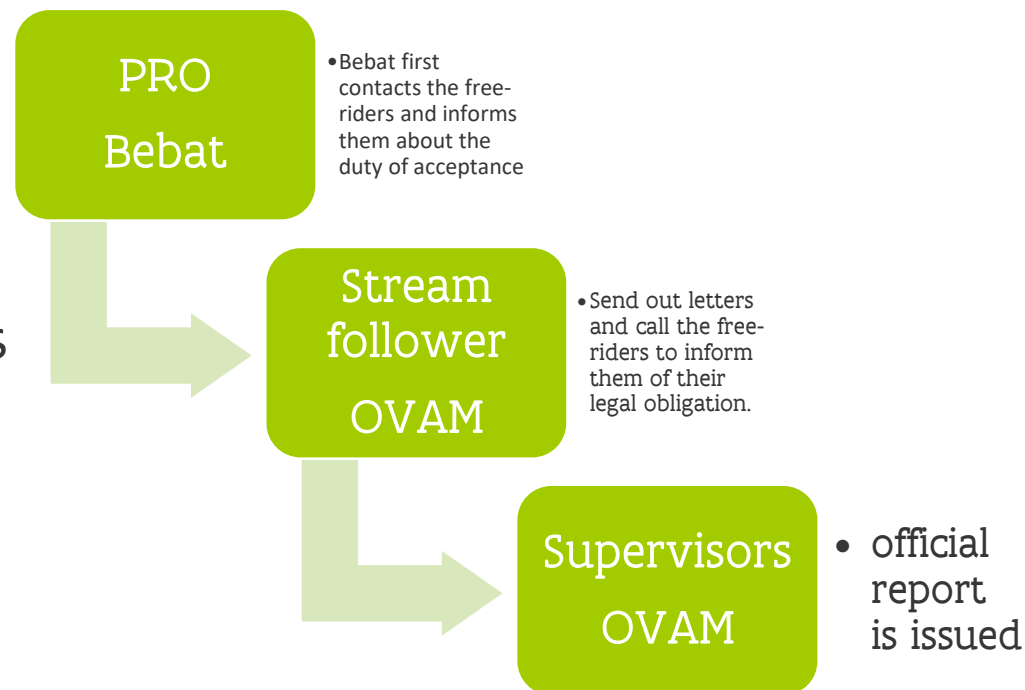 PRO
Bebat
•Bebat first
contacts the free-
riders and informs
them about the
duty of acceptance
s
Stream
follower
OVAM
•Send out letters
and call the free-
riders to inform
them of their
legal obligation.
Supervisors
OVAM
• official
report
is issued